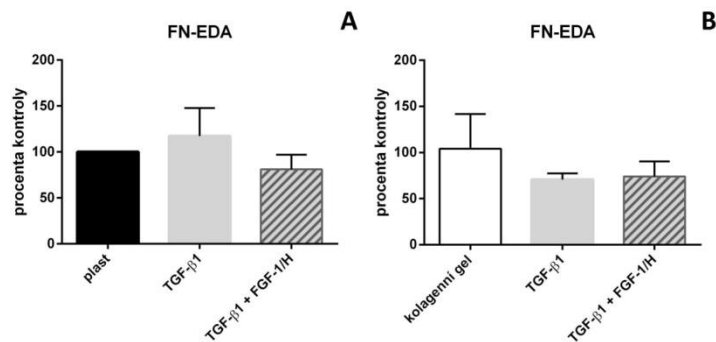 A
FN-EDA
procenta kontroly
200
150
100
50
0
plast
TGF-β1
TGF-β1 + FGF-1/H
B
FN-EDA
procenta kontroly
200
150
100
50
0
kolagenní gel
TGF-β1
TGF-β1 + FGF-1/H